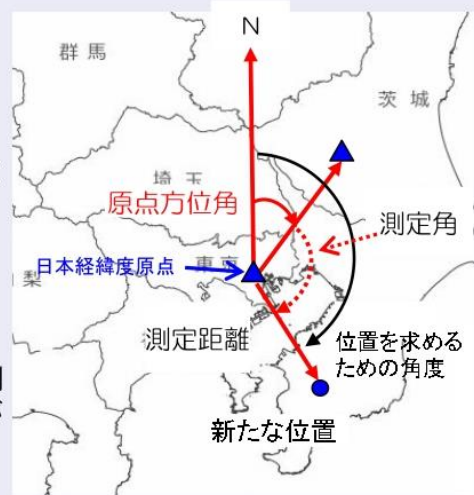 N
群馬
茨城
埼玉
原点方位角
測定角
日本経緯度原点
東京
梨
測定距離
位置を求める
ための角度
新たな位置